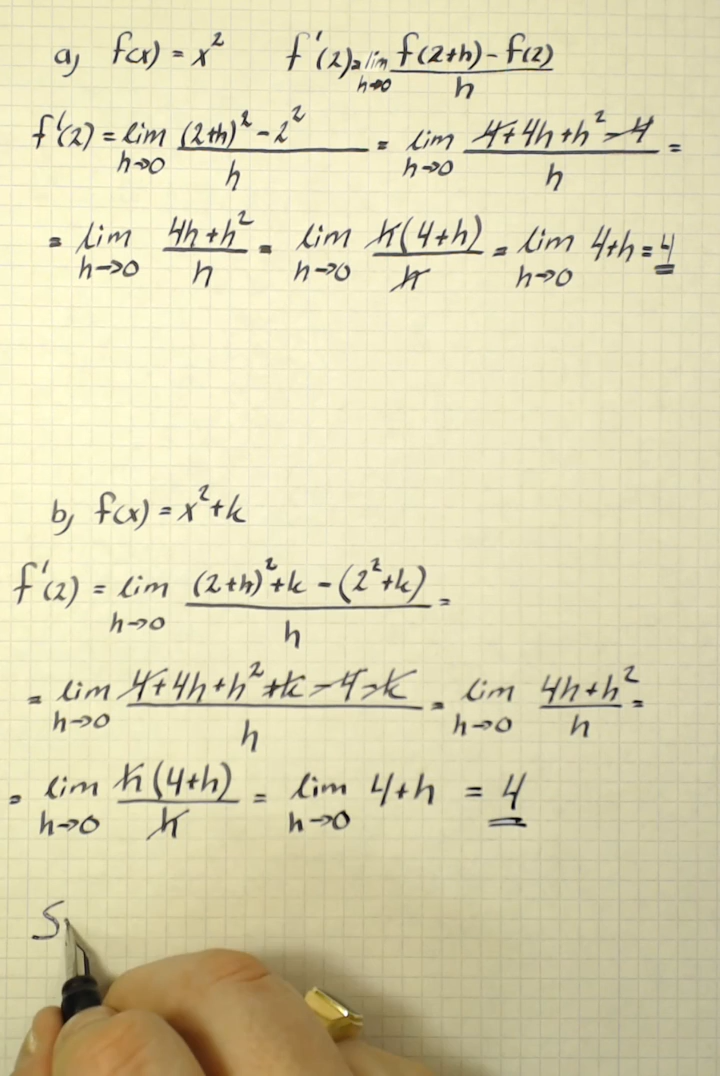 a) f(x) = x² f'(2) = lim h→0 f(2+h) - f(2) / h
f'(2) = lim h→0 (2+h)² - 2² / h = lim h→0 4 + 4h + h² - 4 / h =
= lim h→0 4h + h² / h = lim h→0 h(4+h) / h = lim h→0 4+h = 4
b) f(x) = x² + k
f'(2) = lim h→0 (2+h)² + k - (2² + k) / h =
= lim h→0 4 + 4h + h² + k - 4 - k / h = lim h→0 4h + h² / h =
= lim h→0 h(4+h) / h = lim h→0 4+h = 4